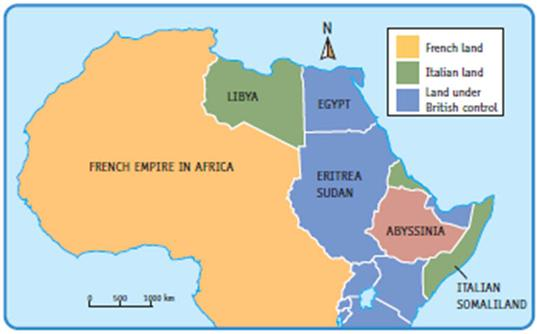 N
French land
Italian land
Land under
British control
LIBYA
EGYPT
FRENCH EMPIRE IN AFRICA
ERITREA
SUDAN
ABYSSINIA
ITALIAN
SOMALILAND
0 500 1000 km